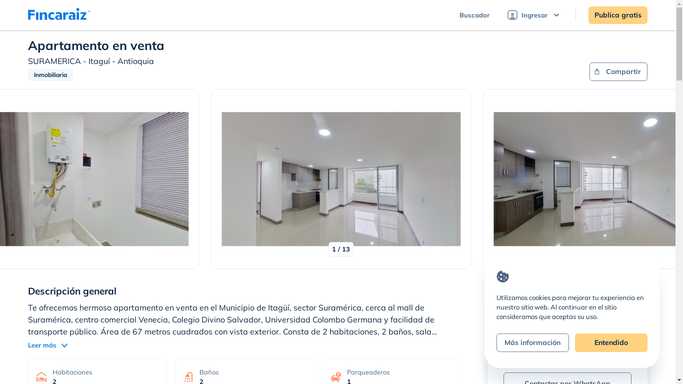 Fincaraiz
Buscador
Ingresar
Publica gratis
Apartamento en venta
SURAMERICA - Itaguí - Antioquia
Inmobiliaria
Compartir
1 / 13
Descripción general
Te ofrecemos hermoso apartamento en venta en el Municipio de Itagüí, sector Suramérica, cerca al mall de
Suramérica, centro comercial Venecia, Colegio Divino Salvador, Universidad Colombo Germana y facilidad de
transporte público. Área de 67 metros cuadrados con vista exterior. Consta de 2 habitaciones, 2 baños, sala...
Leer más
Habitaciones
2
Baños
2
Parqueaderos
1
Utilizamos cookies para mejorar tu experiencia en
nuestro sitio web. Al continuar en el sitio
consideramos que aceptas su uso.
Más información
Entendido
Contactar por WhatsApp